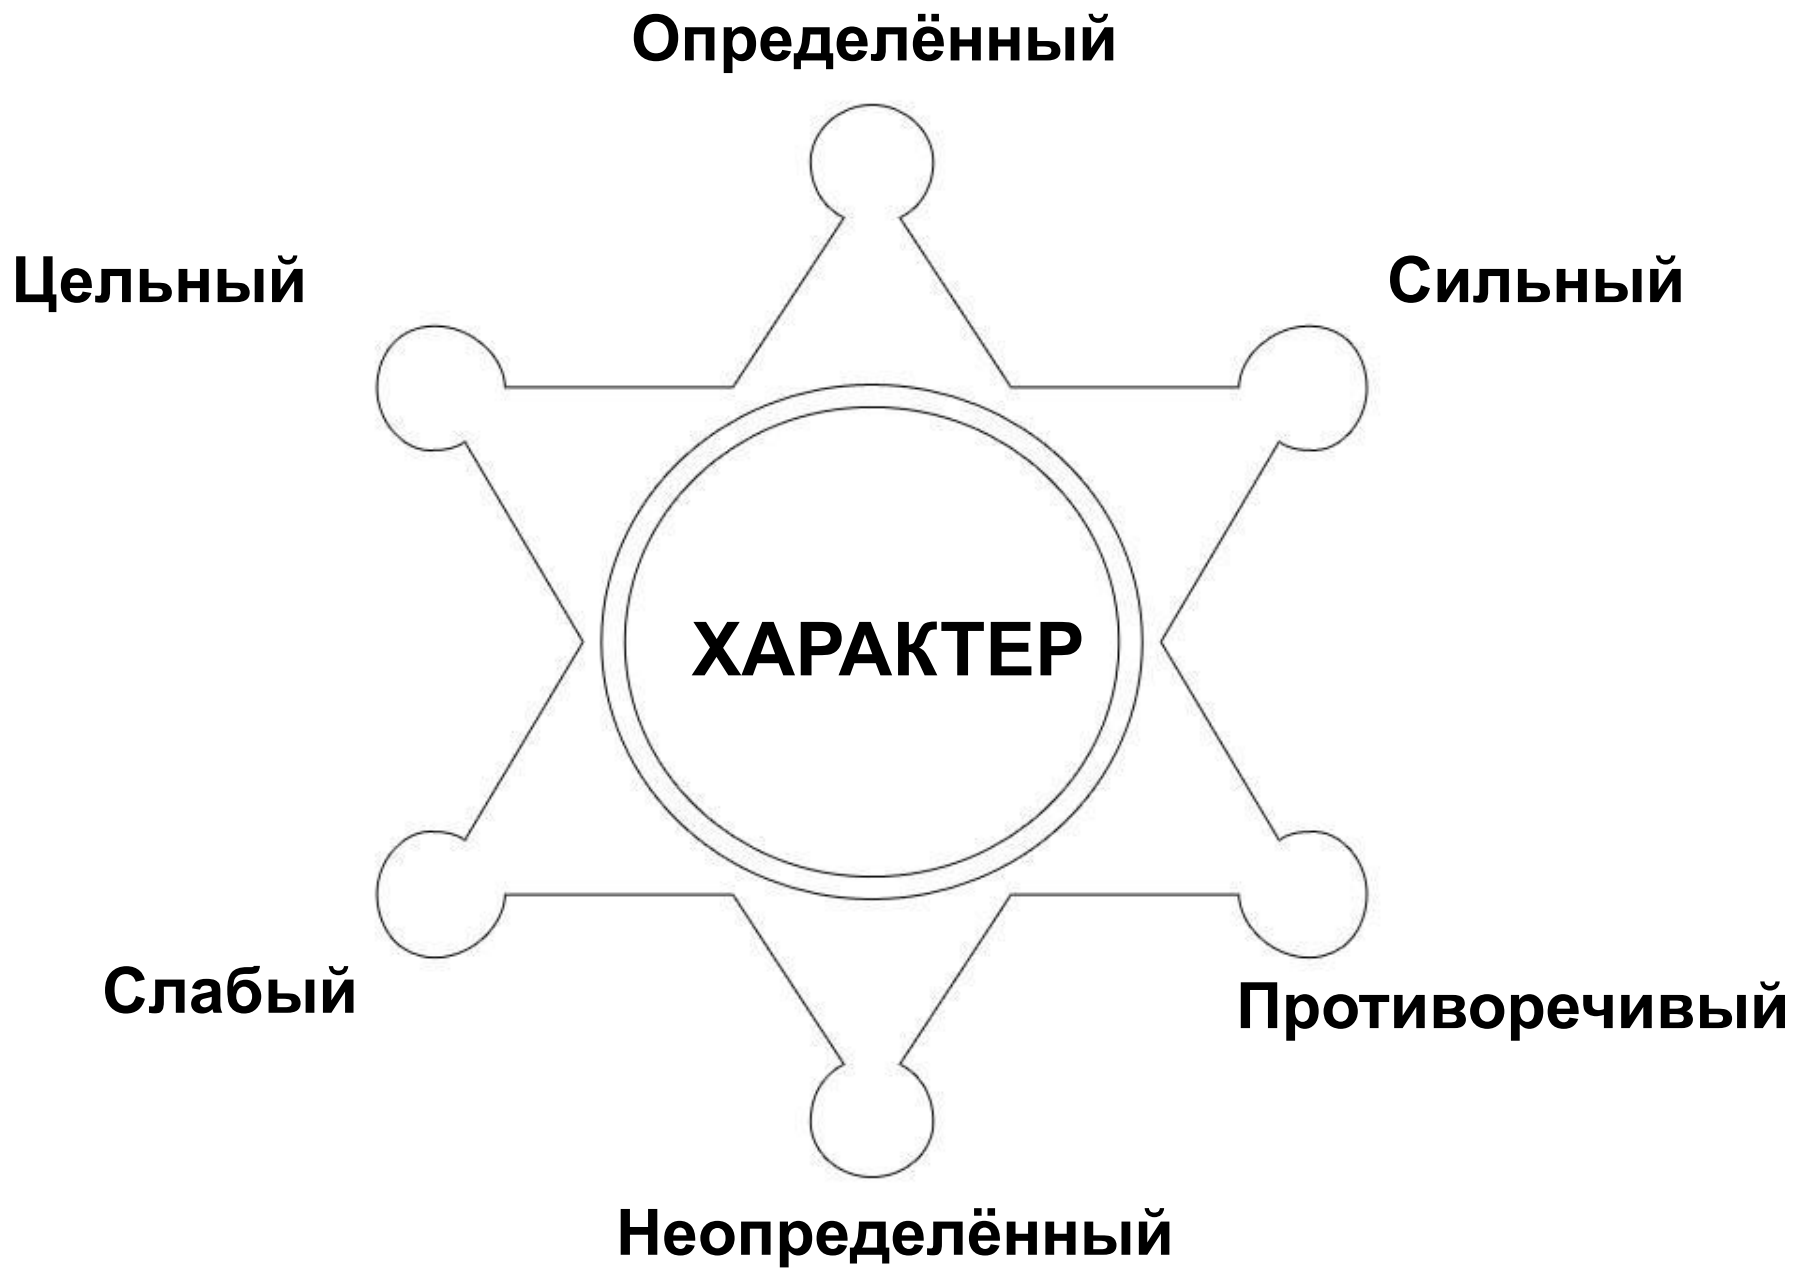 Определённый
Цельный
Сильный
ХАРАКТЕР
Слабый
Противоречивый
Неопределённый